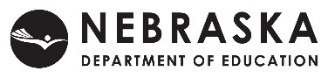 NEBRASKA
DEPARTMENT OF EDUCATION